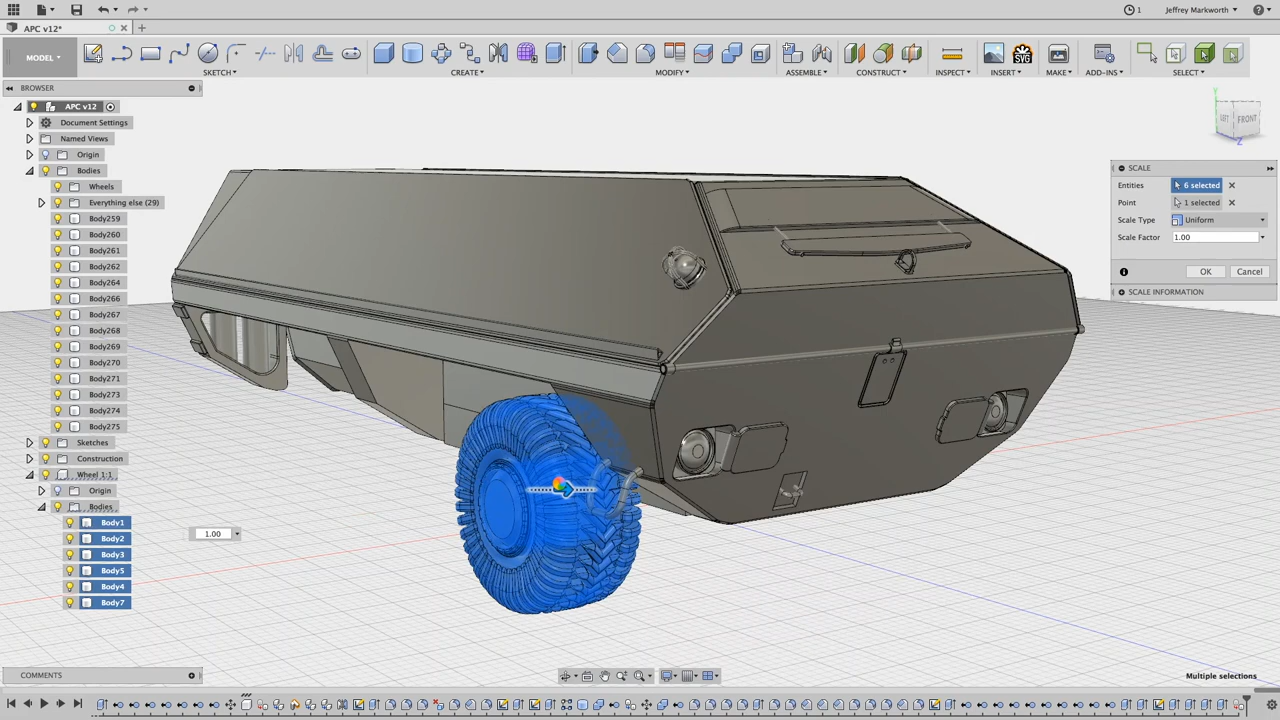 Jeffrey Markworth
1
APC v12*
MODEL
SKETCH
CREATE
MODIFY
ASSEMBLE
CONSTRUCT
INSPECT
INSERT
MAKE
ADD-INS
SELECT
SVG
BROWSER
APC v12
Document Settings
Named Views
Origin
Bodies
Wheels
Everything else (29)
Body259
Body260
Body261
Body262
Body264
Body266
Body267
Body268
Body269
Body270
Body271
Body273
Body274
Body275
Sketches
Construction
Wheel 1:1
Origin
Bodies
Body1
Body2
Body3
Body5
Body4
Body7
1.00
Y
LEFT
FRONT
Z
SCALE
Entities 6 selected
Point 1 selected
Scale Type Uniform
Scale Factor 1.00
OK Cancel
SCALE INFORMATION
COMMENTS
Multiple selections